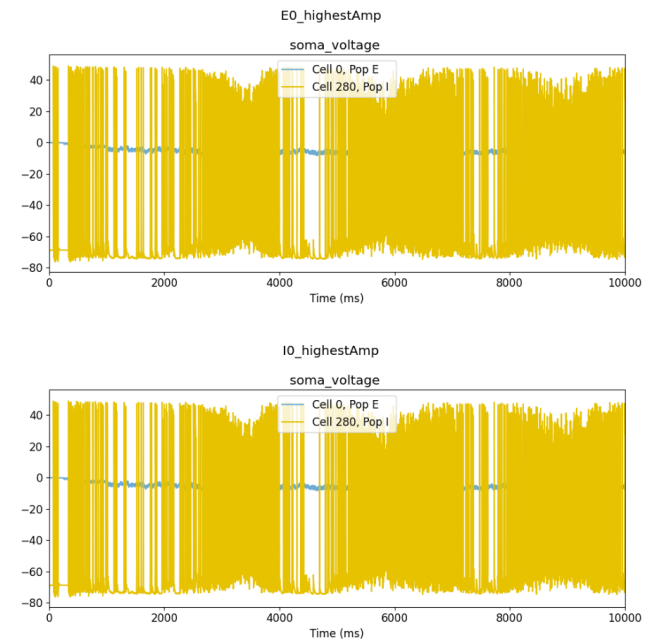 E0_highestAmp
soma_voltage
Cell 0, Pop E
Cell 280, Pop I
40
20
0
−20
−40
−60
−80
0 2000 4000 6000 8000 10000
Time (ms)
I0_highestAmp
soma_voltage
Cell 0, Pop E
Cell 280, Pop I
40
20
0
−20
−40
−60
−80
0 2000 4000 6000 8000 10000
Time (ms)